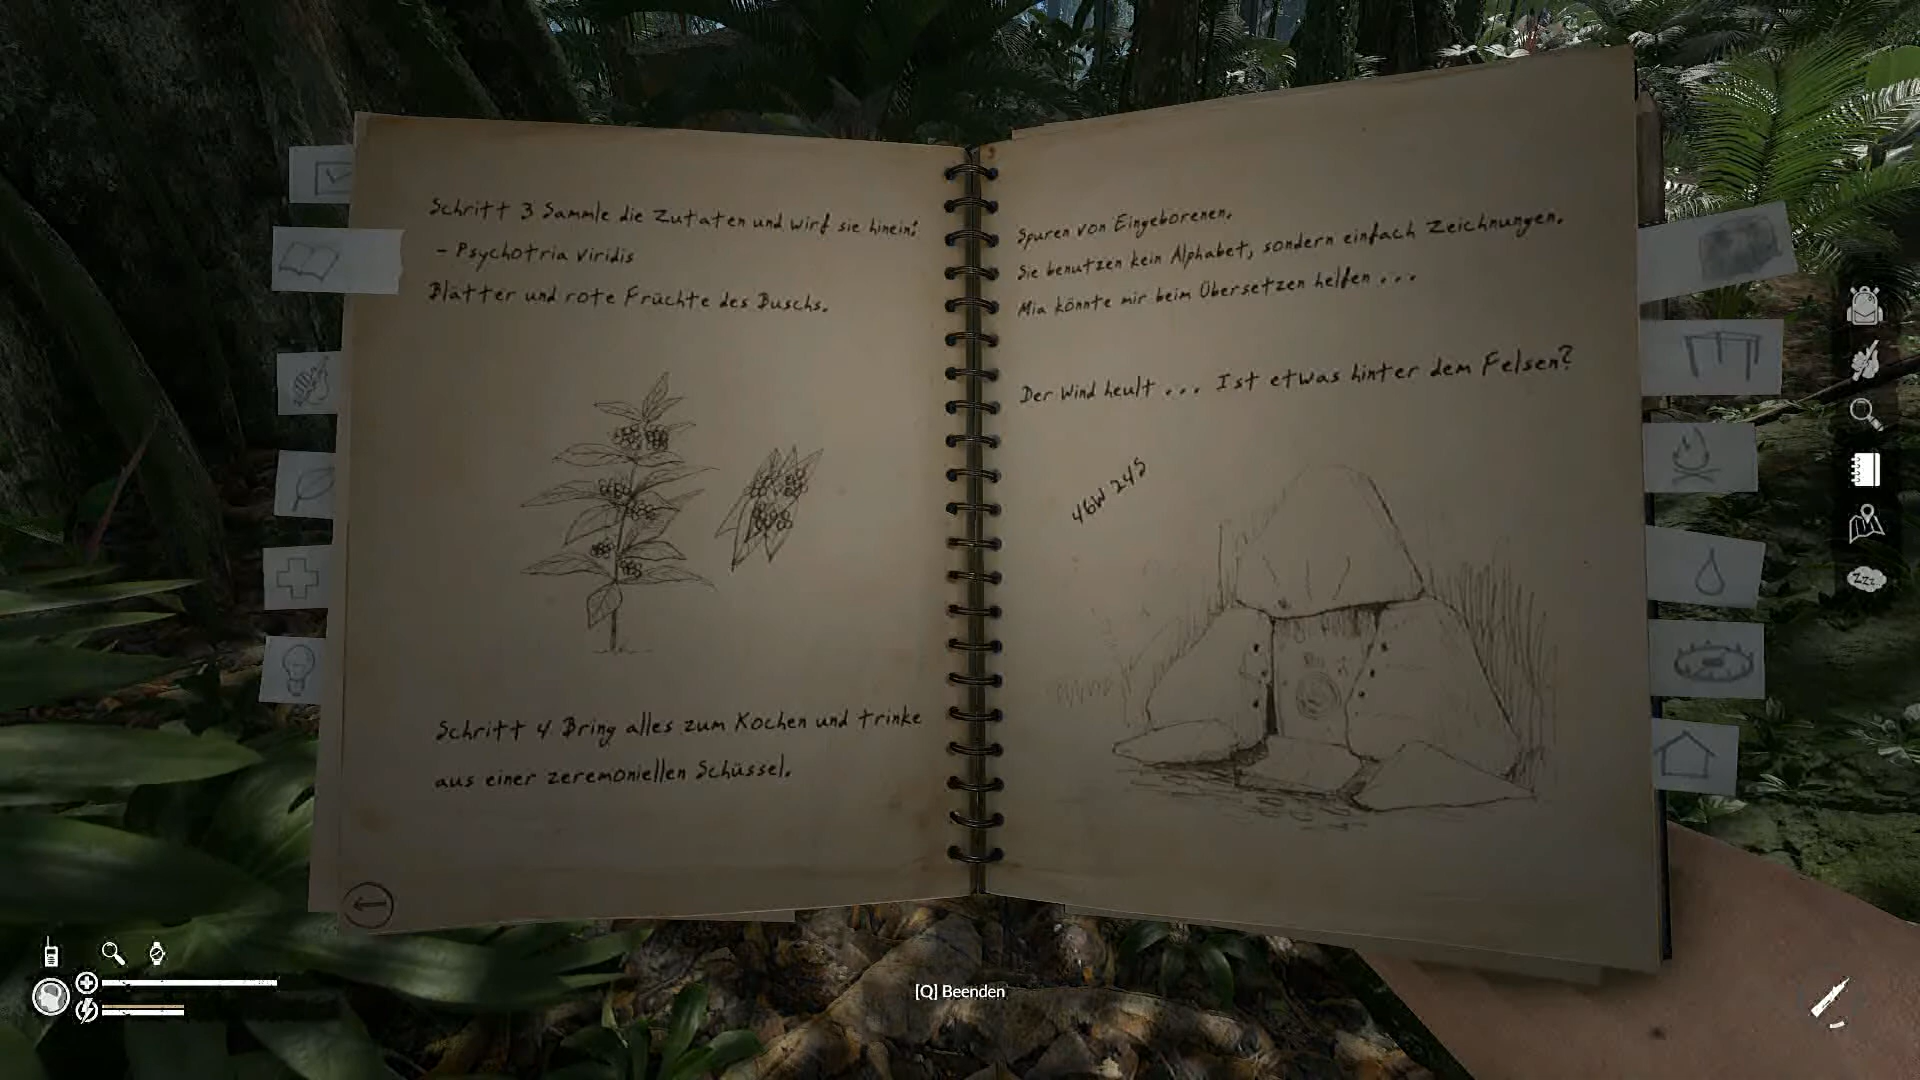 Schritt 3 Sammle die Zutaten und wirf sie hinein:
- Psychotria Viridis
Blätter und rote Früchte des Buschs.
Schritt 4 Bring alles zum Kochen und trinke
aus einer zeremoniellen Schüssel.
Spuren von Eingeborenen.
Sie benutzen kein Alphabet, sondern einfach Zeichnungen.
Mia könnte mir beim Übersetzen helfen ...
Der Wind heult ... Ist etwas hinter dem Felsen?
46W 24S
Zzz..
[Q] Beenden